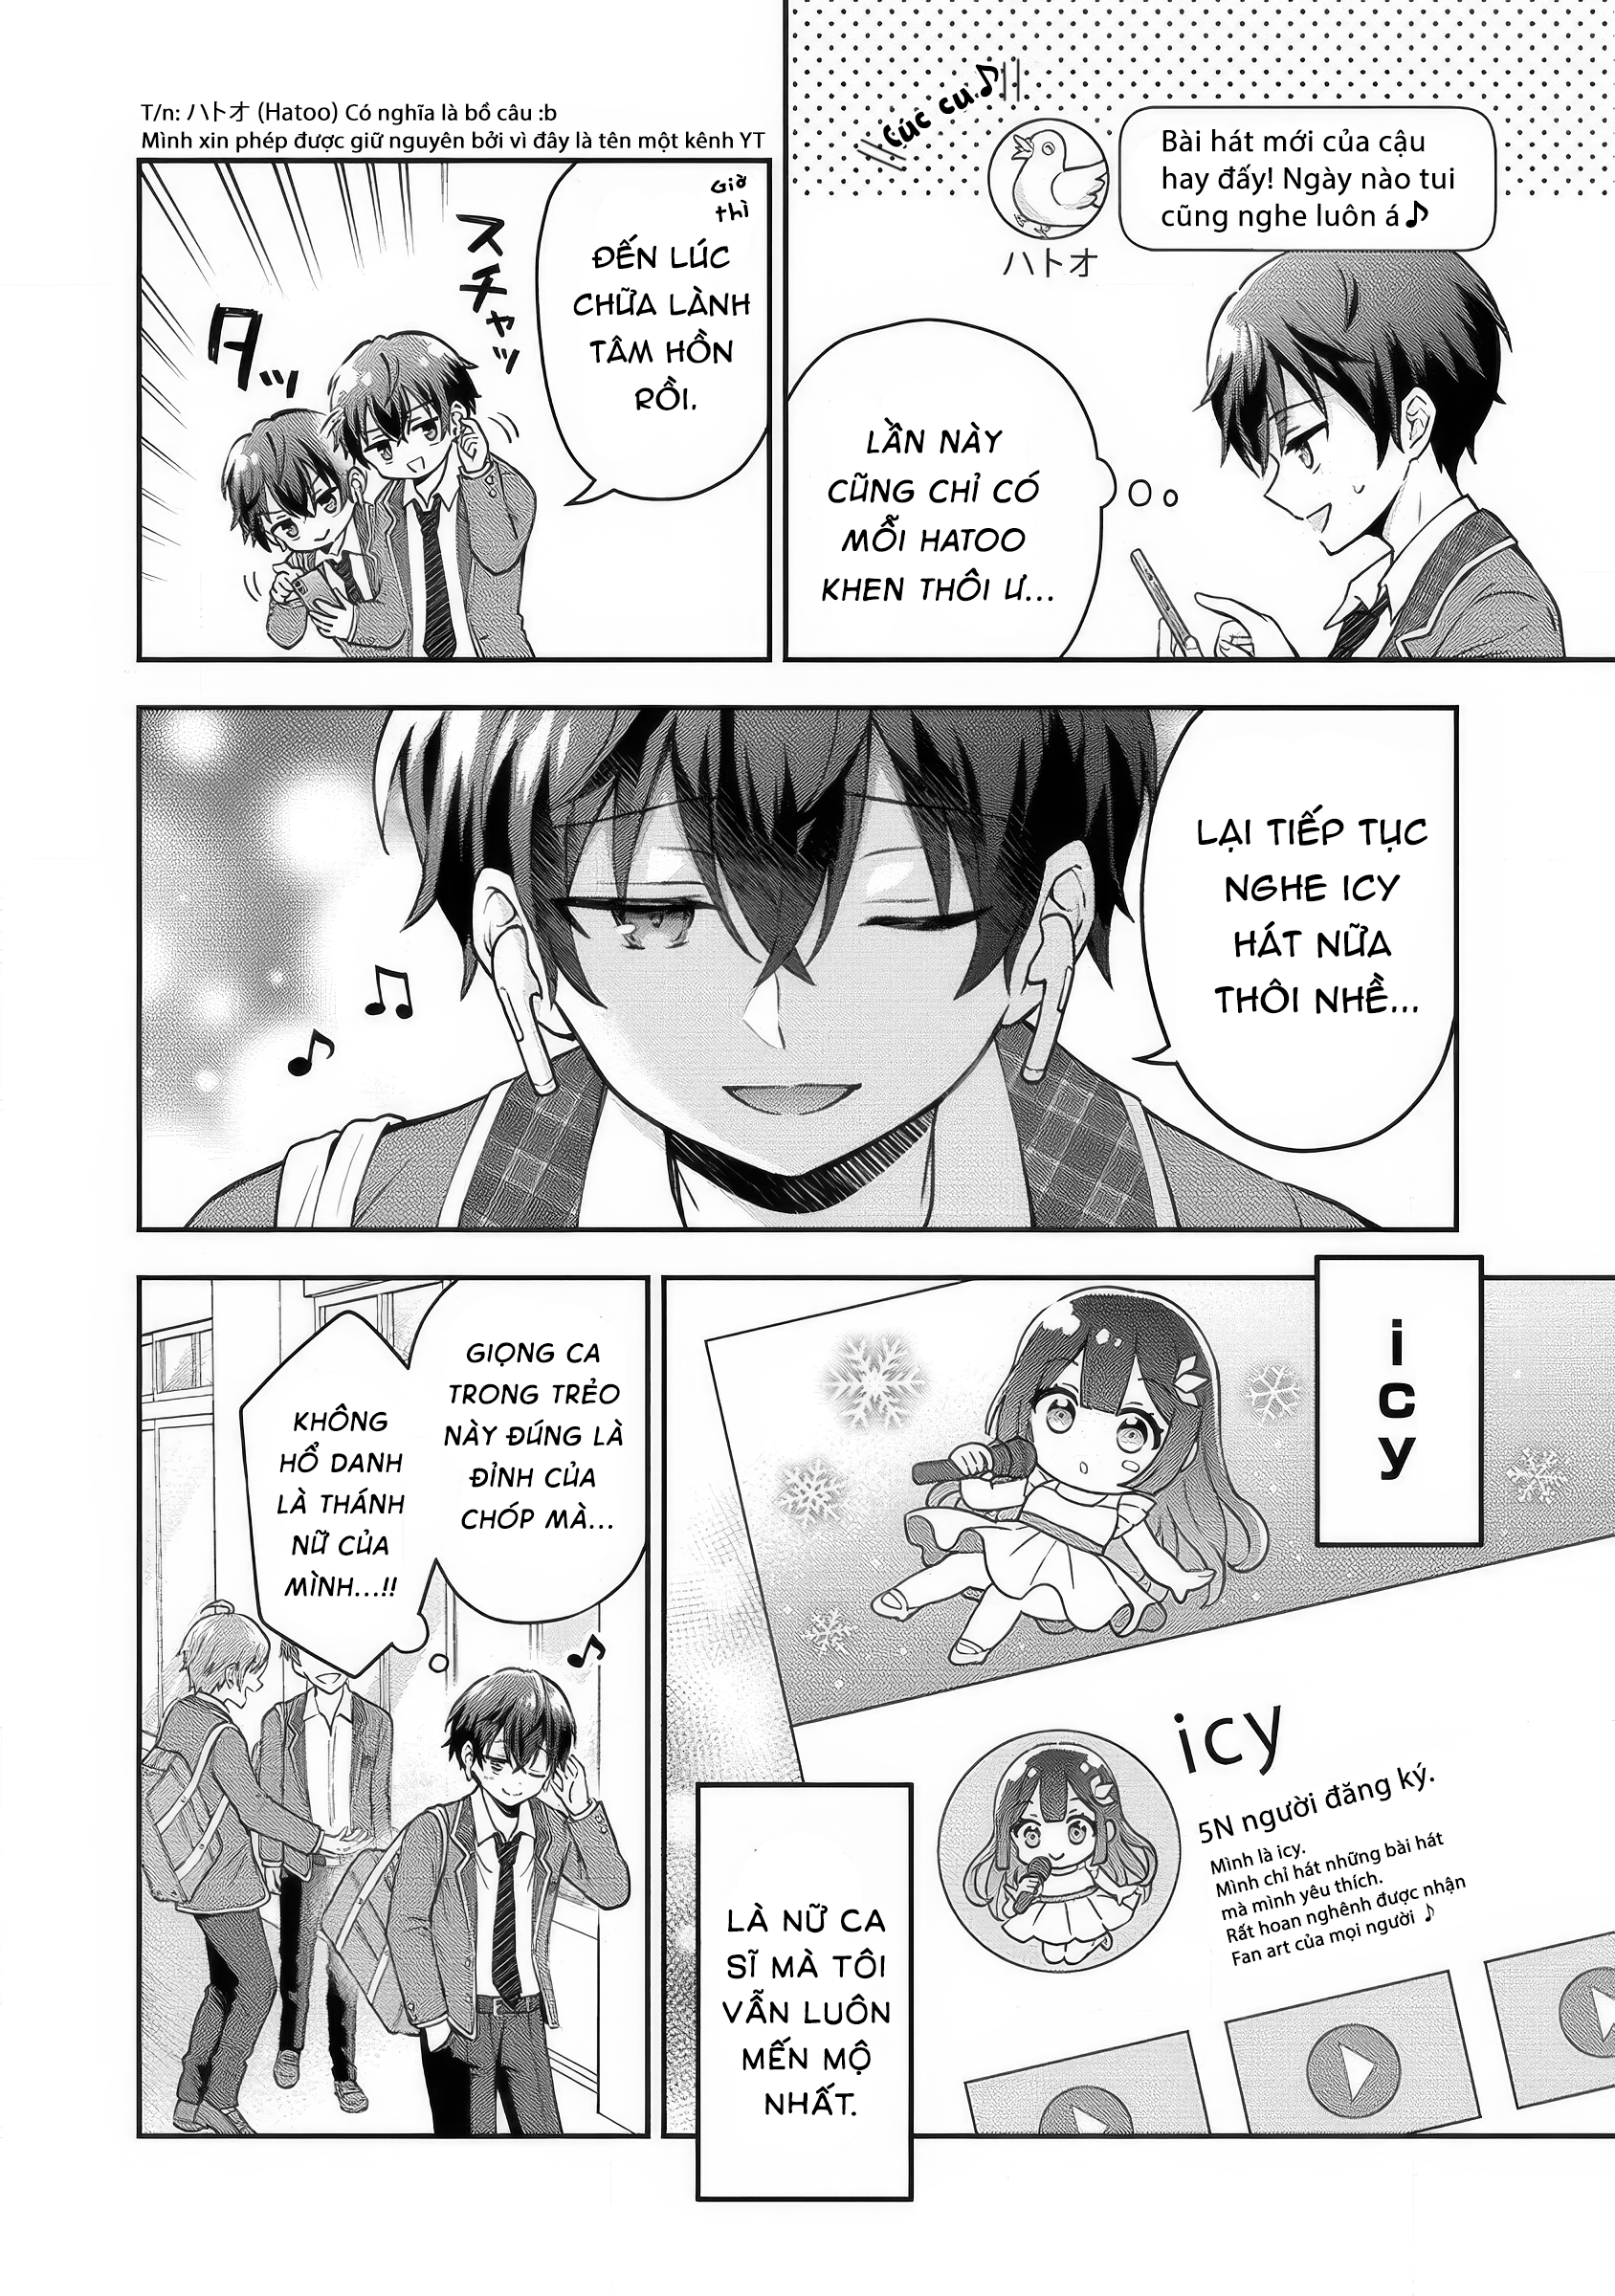 Cúc cu.♪
Bài hát mới của cậu
hay đấy! Ngày nào tui
cũng nghe luôn á♪
ハトオ
LẦN NÀY
CŨNG CHỈ CÓ
MỖI HATOO
KHEN THÔI Ư...
T/n: ハトオ (Hatoo) Có nghĩa là bồ câu :b
Mình xin phép được giữ nguyên bởi vì đây là tên một kênh YT
Giờ
thì
ĐẾN LÚC
CHỮA LÀNH
TÂM HỒN
RỒI.
スチャッ
タッ
LẠI TIẾP TỤC
NGHE ICY
HÁT NỮA
THÔI NHỀ...
icy
icy
5N người đăng ký.
Mình là icy.
Mình chỉ hát những bài hát
mà mình yêu thích.
Rất hoan nghênh được nhận
Fan art của mọi người ♪
LÀ NỮ CA
SĨ MÀ TÔI
VẪN LUÔN
MẾN MỘ
NHẤT.
GIỌNG CA
TRONG TRẺO
NÀY ĐÚNG LÀ
ĐỈNH CỦA
CHÓP MÀ...
KHÔNG
HỔ DANH
LÀ THÁNH
NỮ CỦA
MÌNH...!!